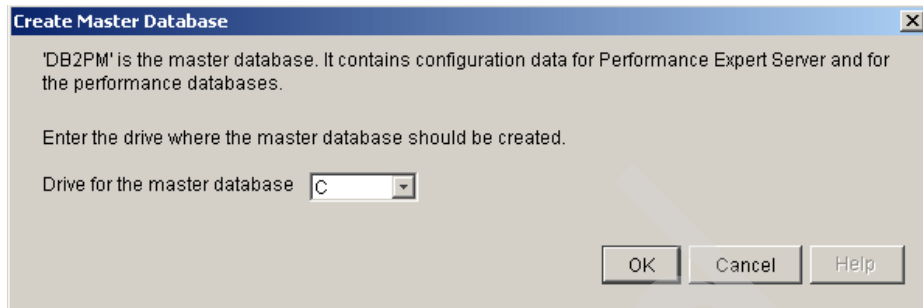 Create Master Database
'DB2PM' is the master database. It contains configuration data for Performance Expert Server and for
the performance databases.
Enter the drive where the master database should be created.
Drive for the master database C
OK Cancel Help